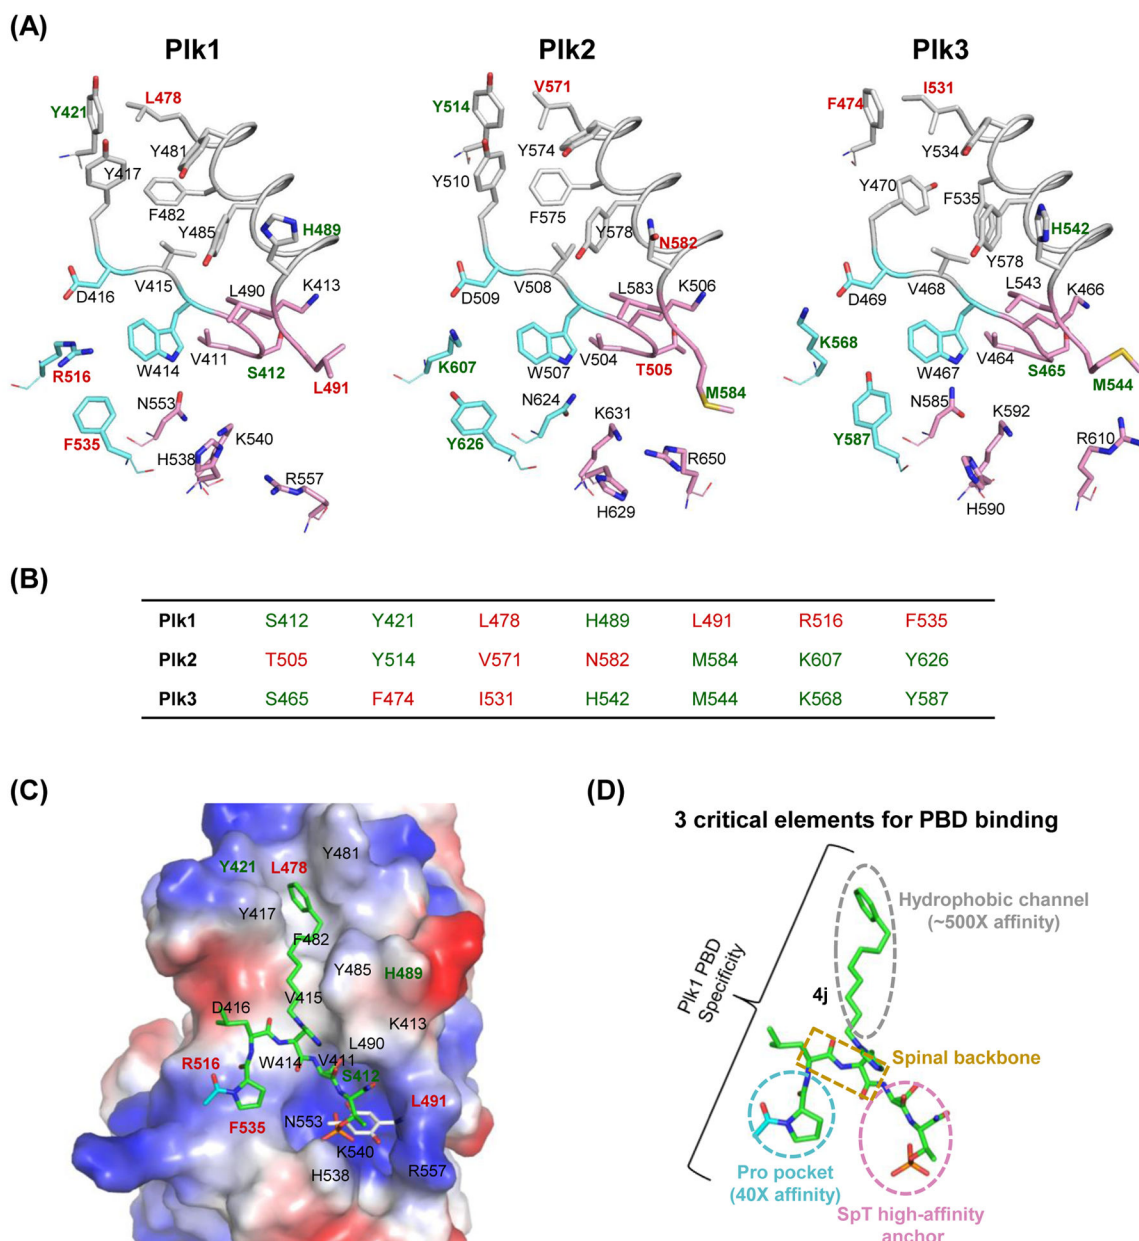 (A)
Plk1
Plk2
Plk3
Y421
L478
Y481
Y417
F482
Y485
H489
D416
V415
L490
K413
V411
W414
S412
R516
L491
N553
F535
K540
H538
R557
Y514
V571
Y574
Y510
F575
Y578
N582
D509
V508
L583
K506
K607
V504
W507
T505
M584
N624
K631
Y626
R650
H629
F474
I531
Y534
Y470
F535
H542
Y578
L543
K466
D469
V468
K568
V464
W467
S465
M544
N585
K592
Y587
R610
H590
(B)
Plk1 S412 Y421 L478 H489 L491 R516 F535
Plk2 T505 Y514 V571 N582 M584 K607 Y626
Plk3 S465 F474 I531 H542 M544 K568 Y587
(C)
Y421
L478
Y481
Y417
F482
Y485
H489
V415
D416
K413
L490
R516
W414
V411
S412
L491
F535
N553
K540
H538
R557
(D)
3 critical elements for PBD binding
Hydrophobic channel
(~500X affinity)
Plk1 PBD
Specificity
4j
Spinal backbone
Pro pocket
(40X affinity)
SpT high-affinity
anchor